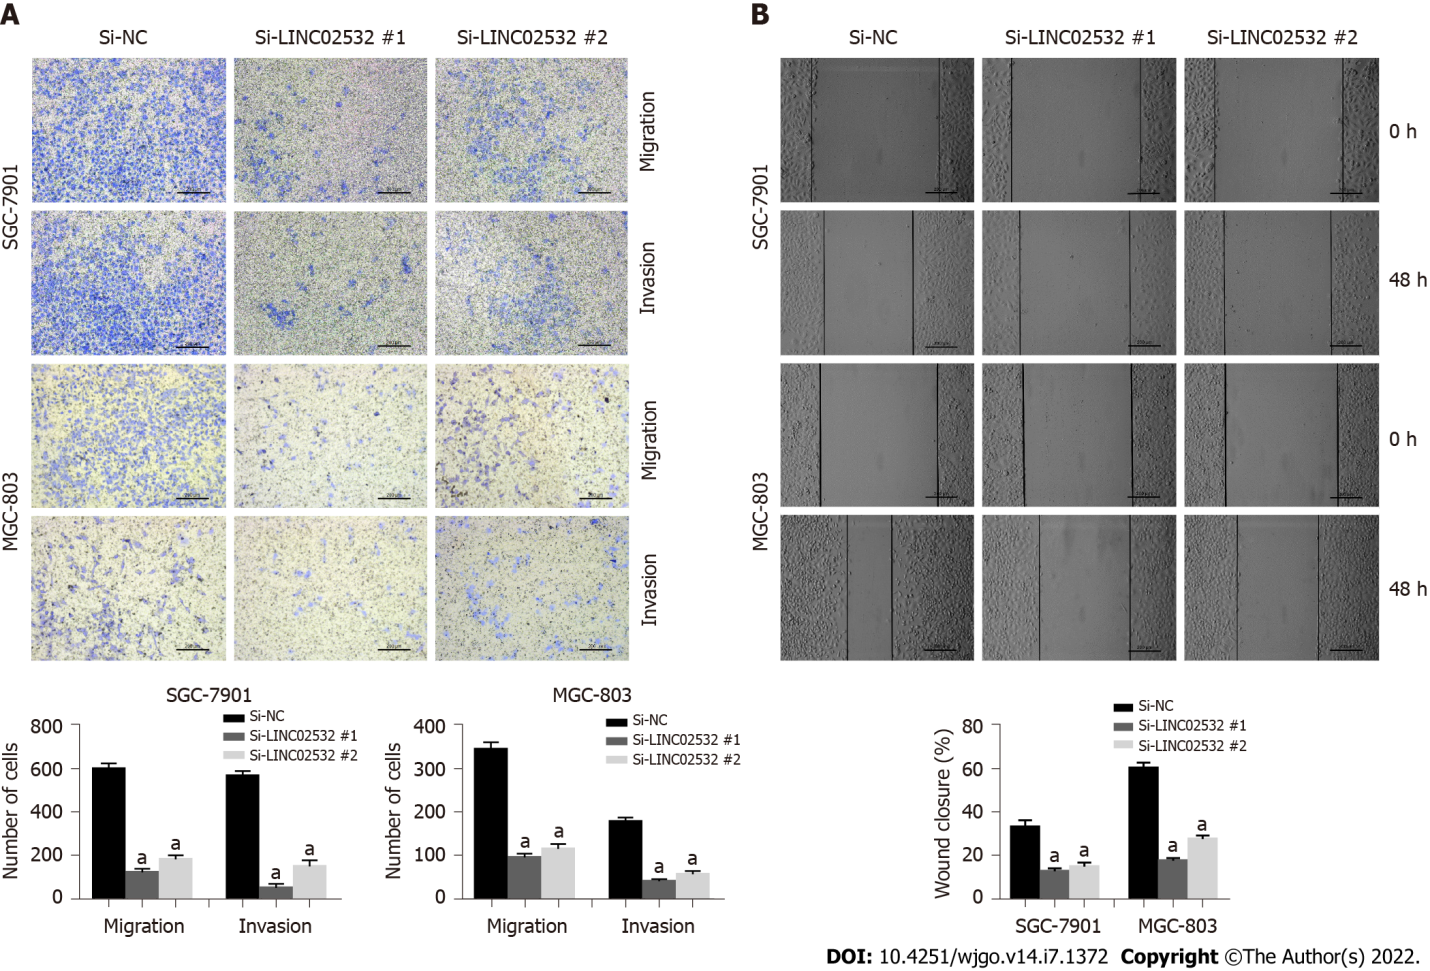 A
B
Si-NC
Si-LINC02532 #1
Si-LINC02532 #2
Si-NC
Si-LINC02532 #1
Si-LINC02532 #2
SGC-7901
Migration
SGC-7901
0 h
Invasion
48 h
MGC-803
Migration
MGC-803
0 h
Invasion
48 h
SGC-7901
Si-NC
Si-LINC02532 #1
Si-LINC02532 #2
Number of cells
800
600
400
200
0
a
a
a
a
Migration
Invasion
MGC-803
Si-NC
Si-LINC02532 #1
Si-LINC02532 #2
Number of cells
400
300
200
100
0
a
a
a
a
Migration
Invasion
Si-NC
Si-LINC02532 #1
Si-LINC02532 #2
Wound closure (%)
80
60
40
20
0
a
a
a
a
SGC-7901
MGC-803
DOI: 10.4251/wjgo.v14.i7.1372 Copyright ©The Author(s) 2022.